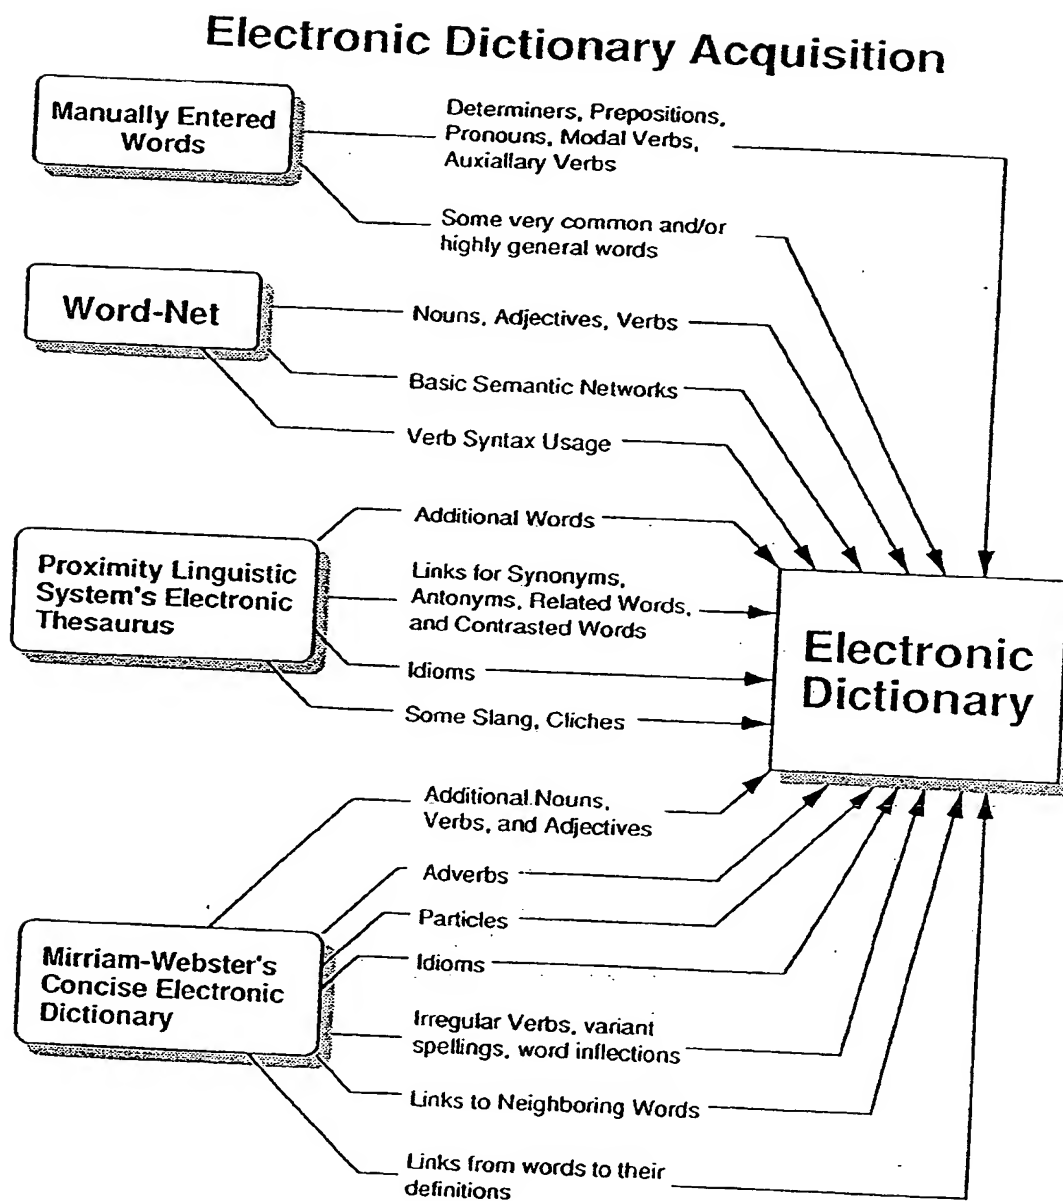 Electronic Dictionary Acquisition
Manually Entered
Words
Determiners, Prepositions,
Pronouns, Modal Verbs,
Auxiallary Verbs
Some very common and/or
highly general words
Word-Net
Nouns, Adjectives, Verbs
Basic Semantic Networks
Verb Syntax Usage
Proximity Linguistic
System's Electronic
Thesaurus
Additional Words
Links for Synonyms,
Antonyms, Related Words,
and Contrasted Words
Idioms
Some Slang, Cliches
Electronic
Dictionary
Mirriam-Webster's
Concise Electronic
Dictionary
Additional Nouns,
Verbs, and Adjectives
Adverbs
Particles
Idioms
Irregular Verbs, variant
spellings, word inflections
Links to Neighboring Words
Links from words to their
definitions